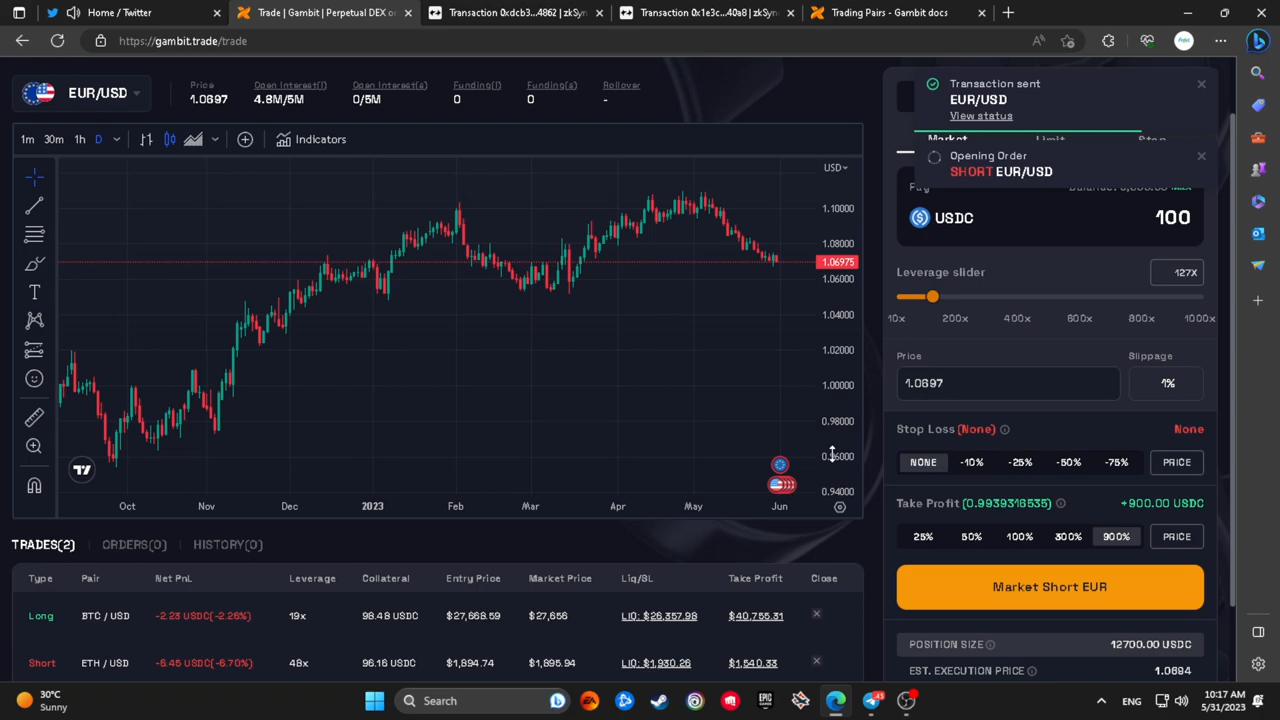 Home / Twitter
Trade | Gambit | Perpetual DEX or
Transaction 0xdcb3...4862 | zkSyn
Transaction 0x1e3c...40a8 | zkSync
Trading Pairs - Gambit docs
https://gambit.trade/trade
EUR/USD
Price
1.0697
Open Interest(l)
4.8M/5M
Open Interest(s)
0/5M
Funding(l)
0
Funding(s)
0
Rollover
-
1m 30m 1h D
Indicators
USD
1.10000
1.08000
1.06975
1.06000
1.04000
1.02000
1.00000
0.98000
0.96000
0.94000
Oct Nov Dec 2023 Feb Mar Apr May Jun
Transaction sent
EUR/USD
View status
Market Limit Stop
Opening Order
SHORT EUR/USD
Pay
Balance:
Max
USDC
100
Leverage slider
127X
10x 200x 400x 600x 800x 1000x
Price
Slippage
1.0697
1%
Stop Loss (None)
None
NONE -10% -25% -50% -75% PRICE
Take Profit (0.9939316535)
+900.00 USDC
25% 50% 100% 300% 900% PRICE
Market Short EUR
POSITION SIZE
12700.00 USDC
EST. EXECUTION PRICE
1.0694
TRADES(2) ORDERS(0) HISTORY(0)
Type Pair Net PnL Leverage Collateral Entry Price Market Price Liq/SL Take Profit Close
Long BTC / USD -2.23 USDC(-2.26%) 19x 98.48 USDC $27,668.59 $27,656 LIQ: $26,357.98 $40,755.31
Short ETH / USD -6.45 USDC(-6.70%) 48x 96.16 USDC $1,894.74 $1,895.94 LIQ: $1,930.26 $1,540.33
30°C
Sunny
Search
EA
EPIC GAMES
45
ENG
10:17 AM
5/31/2023